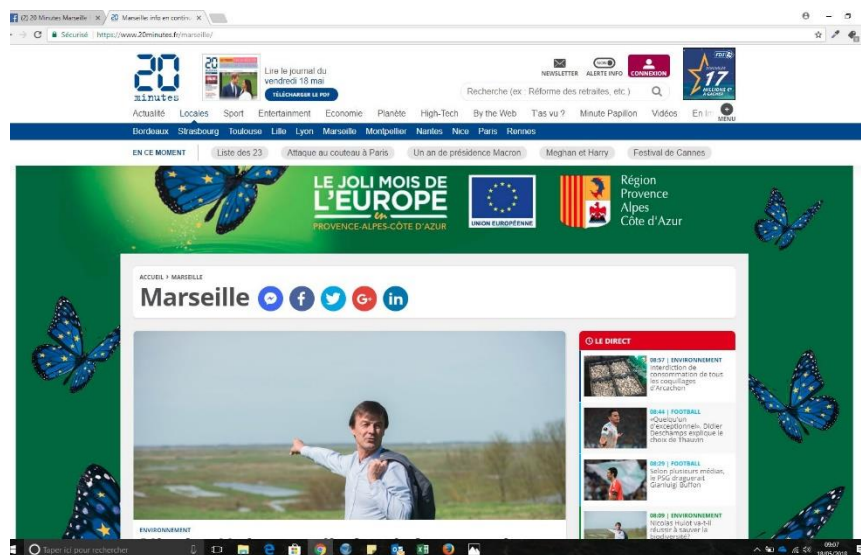 (2) 20 Minutes Marseille
Marseille: info en contin
Sécurisé | https://www.20minutes.fr/marseille/
20 minutes
Lire le journal du
vendredi 18 mai
TÉLÉCHARGER LE PDF
NEWSLETTER
ALERTE INFO
CONNEXION
Recherche (ex : Réforme des retraites, etc.)
17
MILLIONS €
Actualité Locales Sport Entertainment Economie Planète High-Tech By the Web T'as vu ? Minute Papillon Vidéos
MENU
Bordeaux Strasbourg Toulouse Lille Lyon Marseille Montpellier Nantes Nice Paris Rennes
EN CE MOMENT
Liste des 23
Attaque au couteau à Paris
Un an de présidence Macron
Meghan et Harry
Festival de Cannes
LE JOLI MOIS DE
L'EUROPE
en
PROVENCE-ALPES-CÔTE D'AZUR
UNION EUROPÉENNE
Région
Provence
Alpes
Côte d'Azur
ACCUEIL > MARSEILLE
Marseille
LE DIRECT
08:57 | ENVIRONNEMENT
Interdiction de
consommation de tous
les coquillages
d'Arcachon
08:44 | FOOTBALL
«Quelqu'un
d'exceptionnel». Didier
Deschamps explique le
choix de Thauvin
08:29 | FOOTBALL
Selon plusieurs médias,
le PSG draguerait
Gianluigi Buffon
08:09 | ENVIRONNEMENT
Nicolas Hulot va-t-il
réussir à sauver la
biodiversité?
ENVIRONNEMENT
Taper ici pour rechercher
09:07
18/05/2018